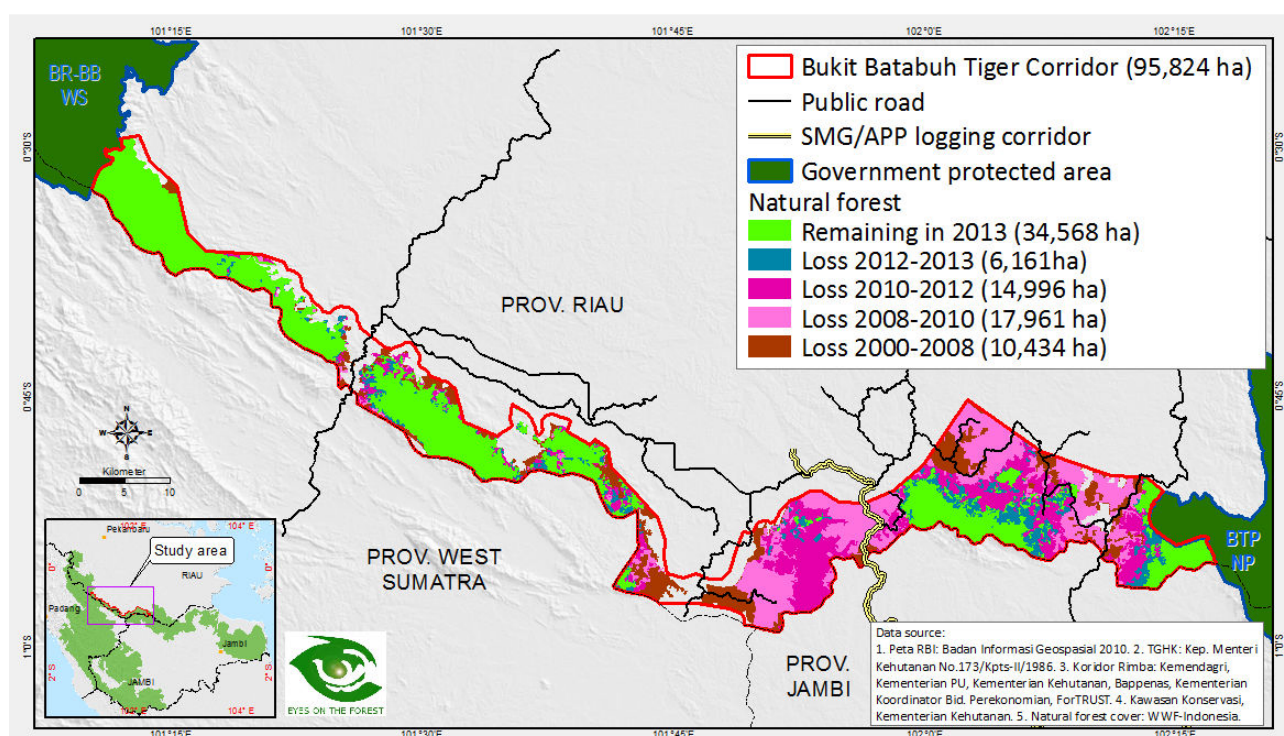 101°15'E 101°30'E 101°45'E 102°0'E 102°15'E
BR-BB
WS
Bukit Batabuh Tiger Corridor (95,824 ha)
Public road
SMG/APP logging corridor
Government protected area
Natural forest
Remaining in 2013 (34,568 ha)
Loss 2012-2013 (6,161ha)
Loss 2010-2012 (14,996 ha)
Loss 2008-2010 (17,961 ha)
Loss 2000-2008 (10,434 ha)
0°30'S 0°30'S
PROV. RIAU
0°45'S 0°45'S
N
W E
S
Kilometer
0 5 10
PROV. WEST
SUMATRA
BTP
NP
102° E 104° E
Pekanbaru
Study area
RIAU
0° 0°
Padang
Jambi
JAMBI
2° S 2° S
102° E 104° E
EYES ON THE FOREST
PROV.
JAMBI
1°0'S 1°0'S
Data source:
1. Peta RBI: Badan Informasi Geospasial 2010. 2. TGHK: Kep. Menteri
Kehutanan No.173/Kpts-II/1986. 3. Koridor Rimba: Kemendagri,
Kementerian PU, Kementerian Kehutanan, Bappenas, Kementerian
Koordinator Bid. Perekonomian, ForTRUST. 4. Kawasan Konservasi,
Kementerian Kehutanan. 5. Natural forest cover: WWF-Indonesia.
101°15'E 101°30'E 101°45'E 102°0'E 102°15'E